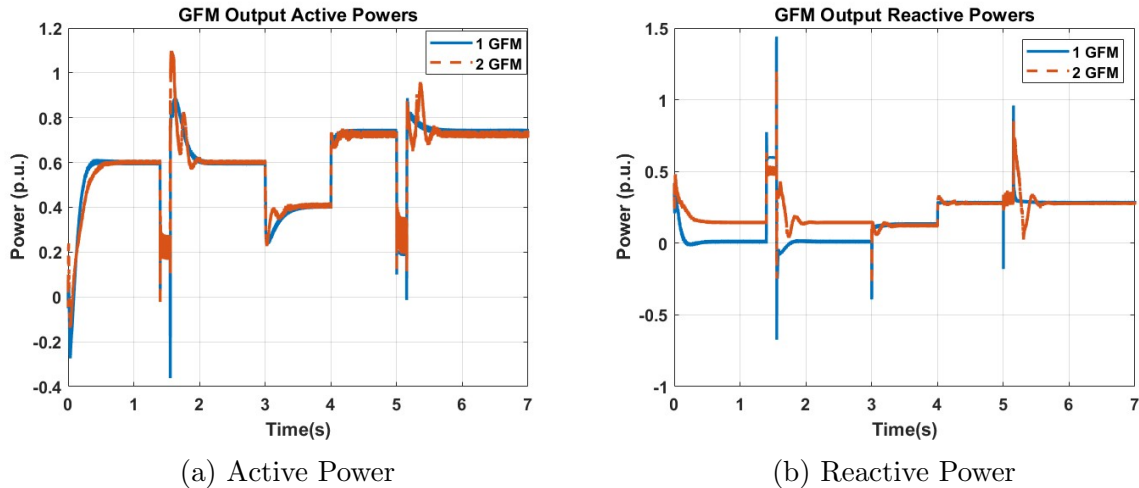 GFM Output Active Powers
1 GFM
2 GFM
Power (p.u.)
1.2
1
0.8
0.6
0.4
0.2
0
-0.2
-0.4
0 1 2 3 4 5 6 7
Time(s)
(a) Active Power
GFM Output Reactive Powers
1 GFM
2 GFM
Power (p.u.)
1.5
1
0.5
0
-0.5
-1
0 1 2 3 4 5 6 7
Time(s)
(b) Reactive Power